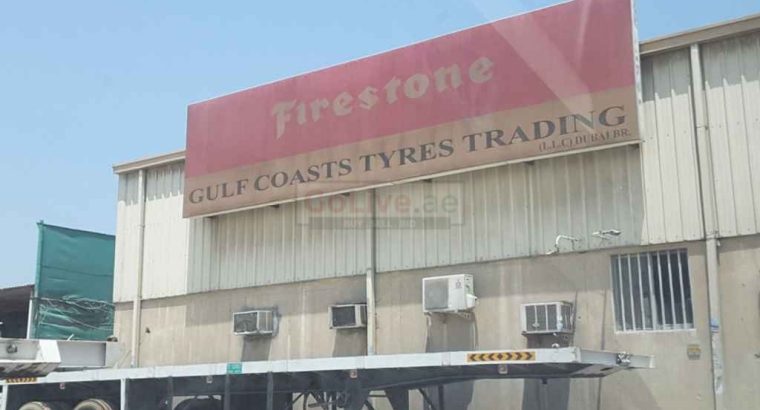 Firestone
GULF COASTS TYRES TRADING
(L.L.C) DUBAI BR.
GoLive.ae